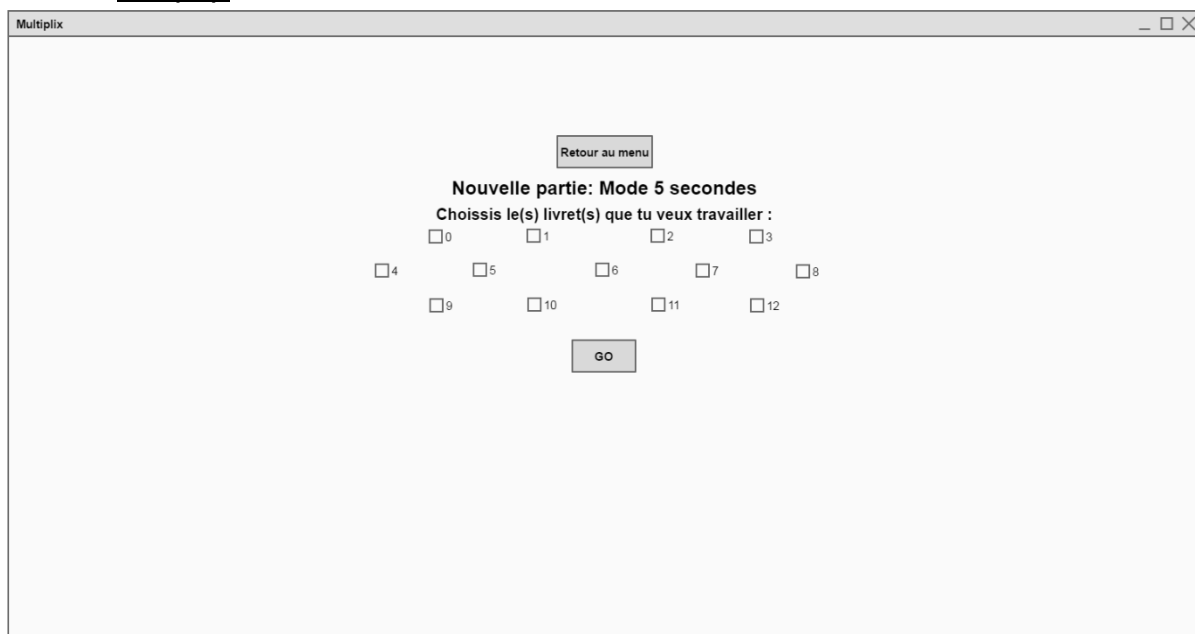 Multiplix
Retour au menu
Nouvelle partie: Mode 5 secondes
Choissis le(s) livret(s) que tu veux travailler :
0 1 2 3
4 5 6 7 8
9 10 11 12
GO